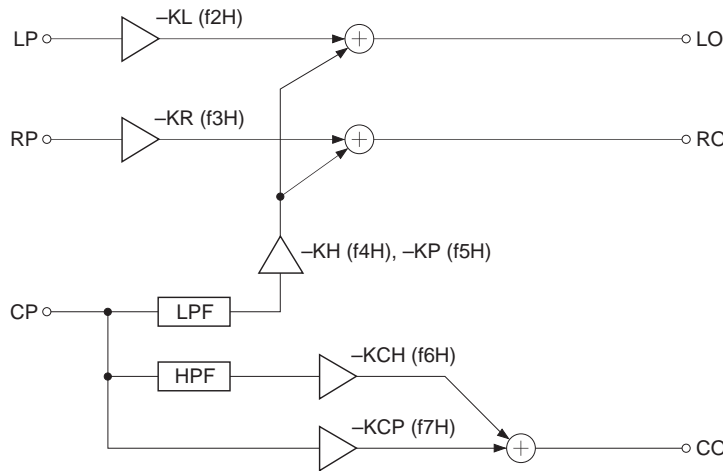 –KL (f2H)
LP
LO
–KR (f3H)
RP
RO
–KH (f4H), –KP (f5H)
CP
LPF
–KCH (f6H)
HPF
–KCP (f7H)
CO